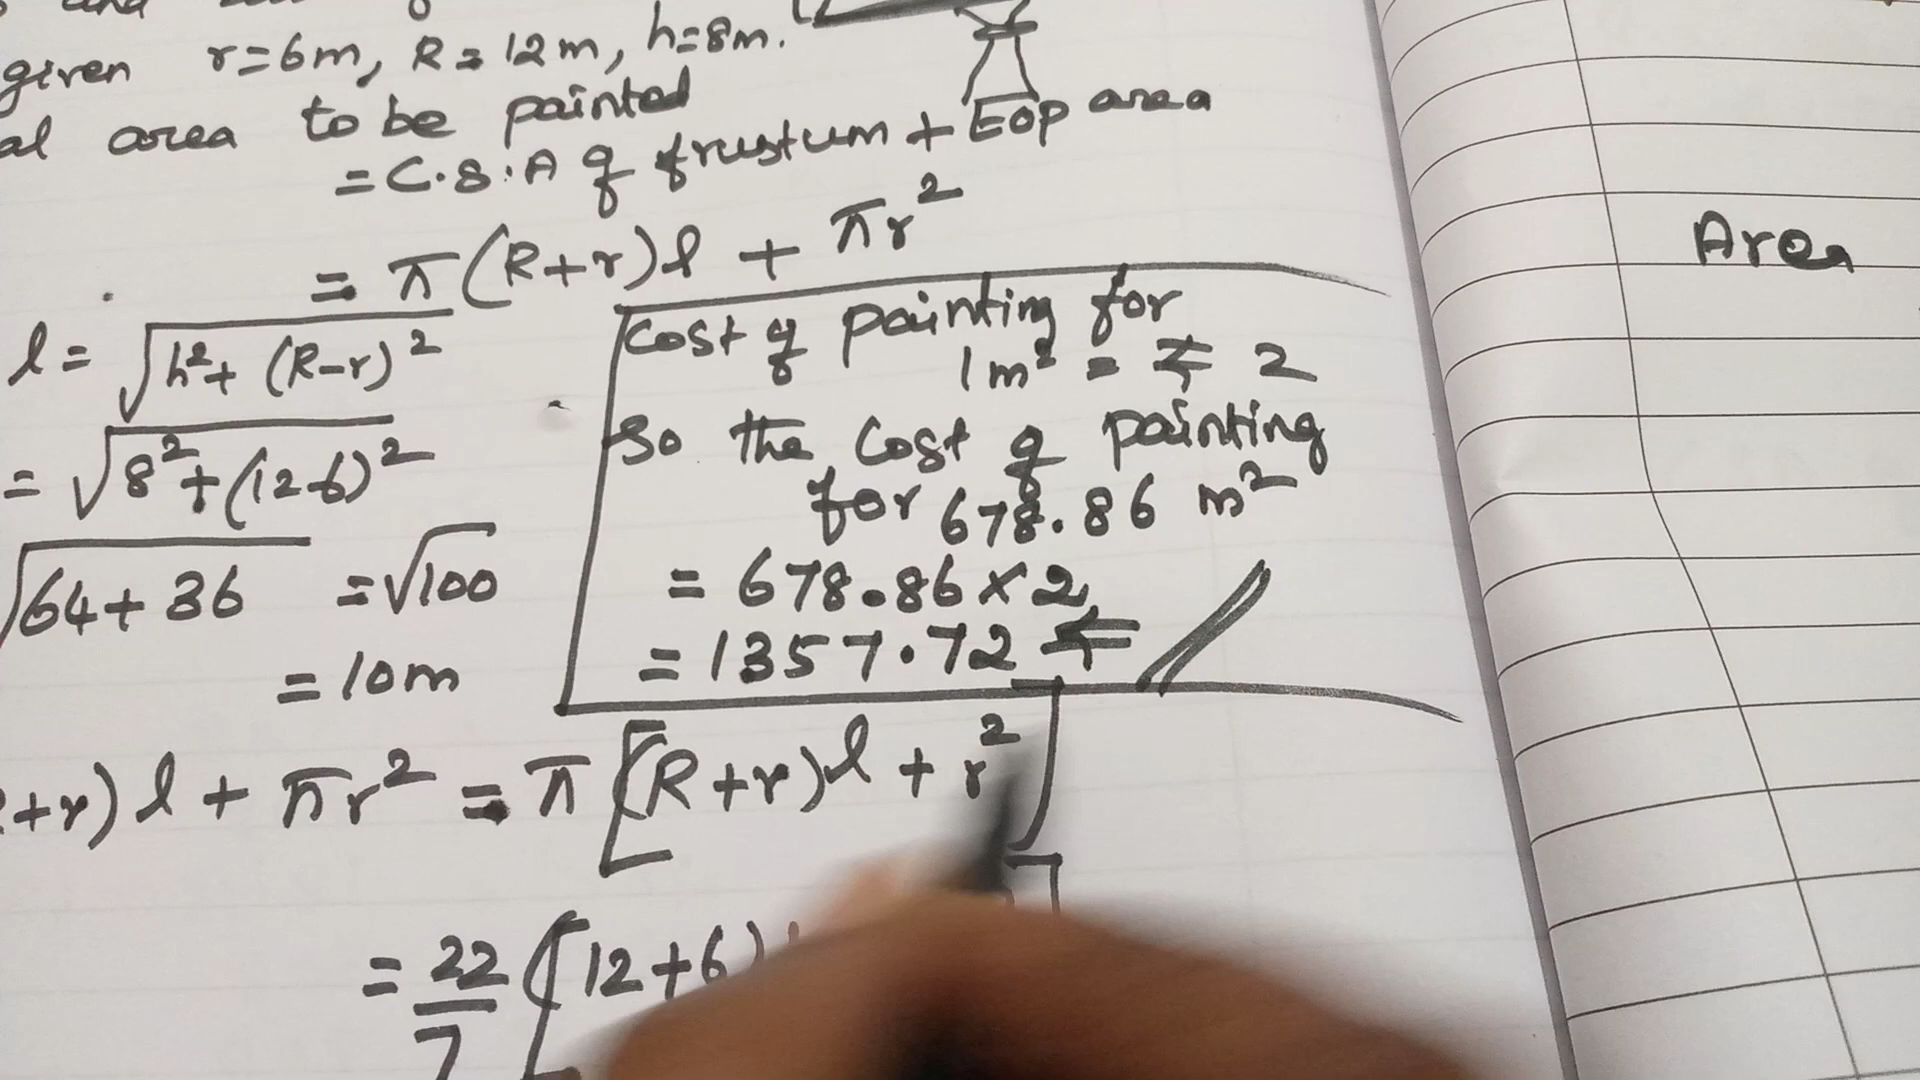 given r=6m, R=12m, h=8m.
al area to be painted
= C.S.A of frustum + Top area
= π(R+r)l + πr²
l = √h²+(R-r)²
= √8²+(12-6)²
√64+36 = √100
= 10m
Cost of painting for
1m² = ₹ 2
So the cost of painting
for 678.86 m²
= 678.86 × 2
= 1357.72 ₹
+r)l + πr² = π[(R+r)l + r²]
= 22/7 [(12+6)
Area